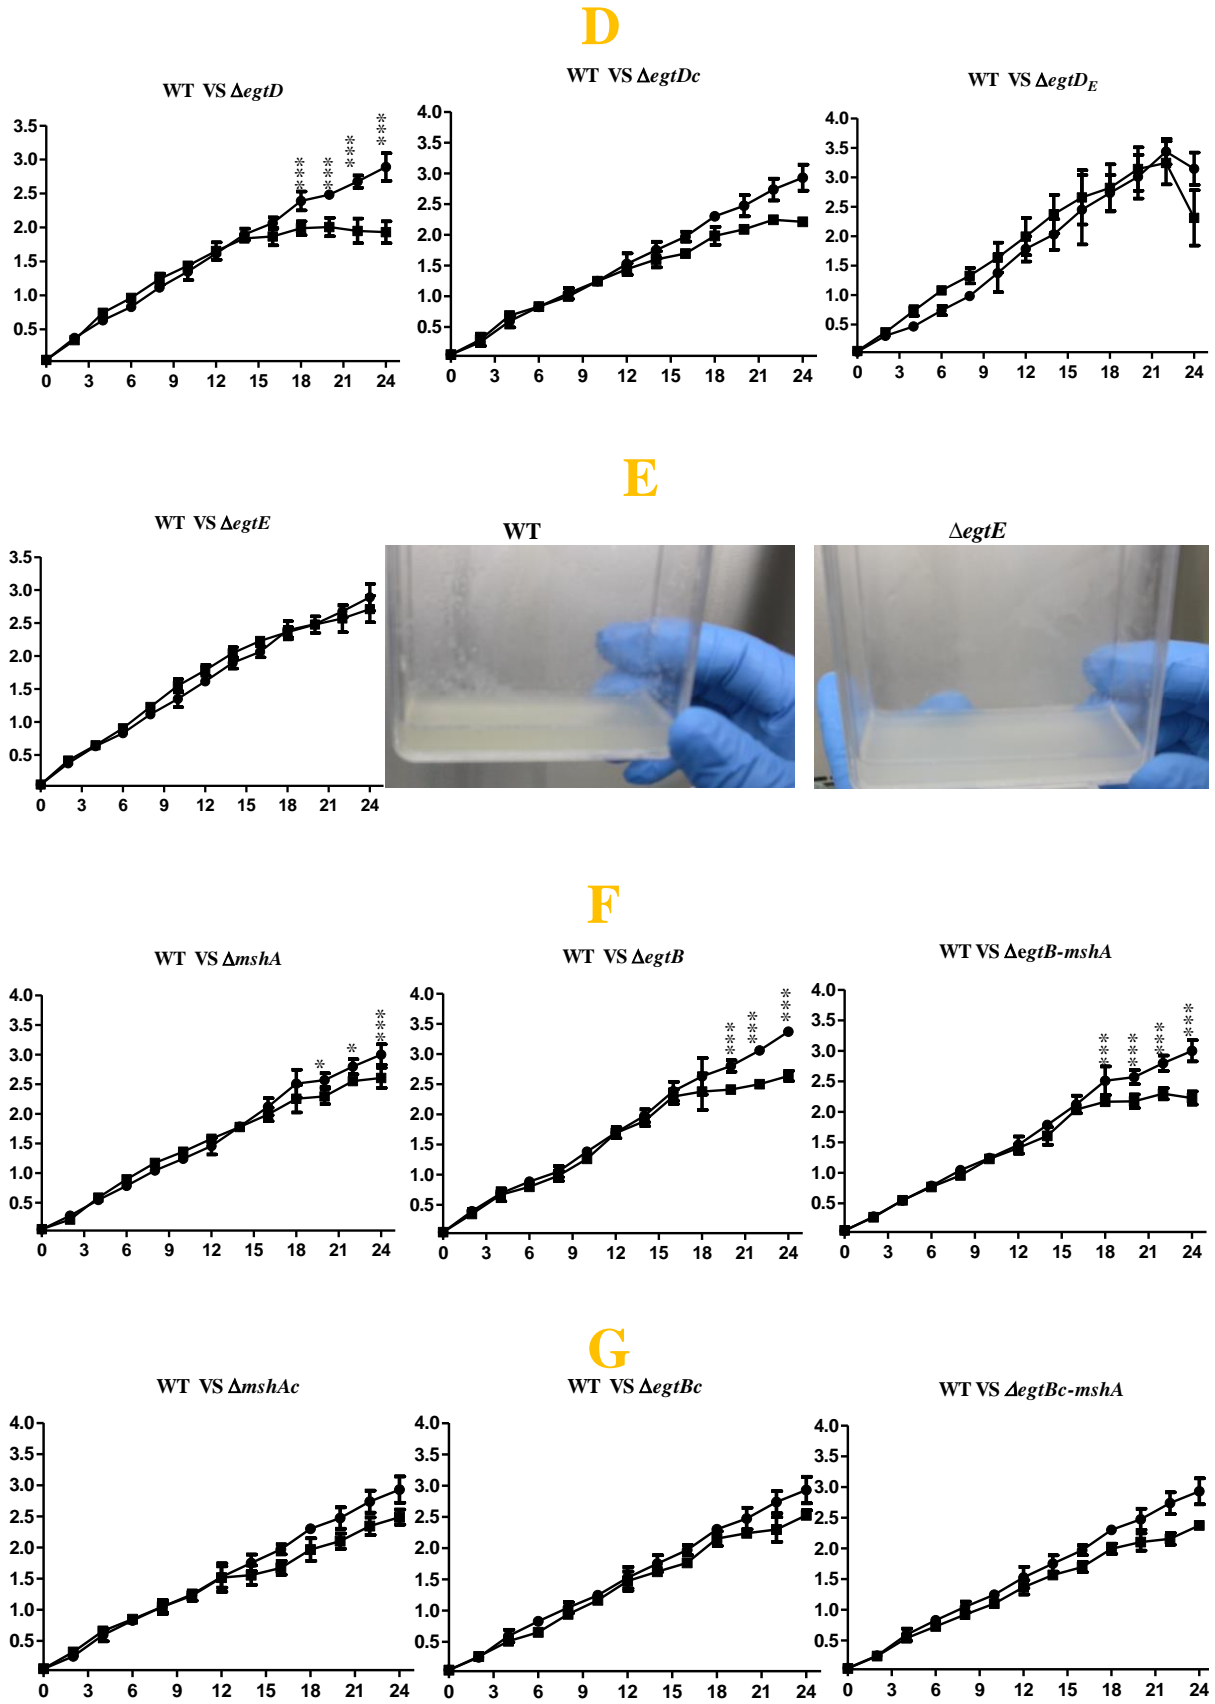 D
WT VS ΔegtD
WT VS ΔegtDc
WT VS ΔegtD_E
3.5
3.0
2.5
2.0
1.5
1.0
0.5
*** *** *** ***
0 3 6 9 12 15 18 21 24
4.0
3.5
3.0
2.5
2.0
1.5
1.0
0.5
0 3 6 9 12 15 18 21 24
4.0
3.5
3.0
2.5
2.0
1.5
1.0
0.5
0 3 6 9 12 15 18 21 24
E
WT VS ΔegtE
WT
ΔegtE
3.5
3.0
2.5
2.0
1.5
1.0
0.5
0 3 6 9 12 15 18 21 24
F
WT VS ΔmshA
WT VS ΔegtB
WT VS ΔegtB-mshA
4.0
3.5
3.0
2.5
2.0
1.5
1.0
0.5
* * ***
0 3 6 9 12 15 18 21 24
4.0
3.5
3.0
2.5
2.0
1.5
1.0
0.5
*** *** ***
0 3 6 9 12 15 18 21 24
4.0
3.5
3.0
2.5
2.0
1.5
1.0
0.5
*** *** *** ***
0 3 6 9 12 15 18 21 24
G
WT VS ΔmshAc
WT VS ΔegtBc
WT VS ΔegtBc-mshA
4.0
3.5
3.0
2.5
2.0
1.5
1.0
0.5
0 3 6 9 12 15 18 21 24
4.0
3.5
3.0
2.5
2.0
1.5
1.0
0.5
0 3 6 9 12 15 18 21 24
4.0
3.5
3.0
2.5
2.0
1.5
1.0
0.5
0 3 6 9 12 15 18 21 24